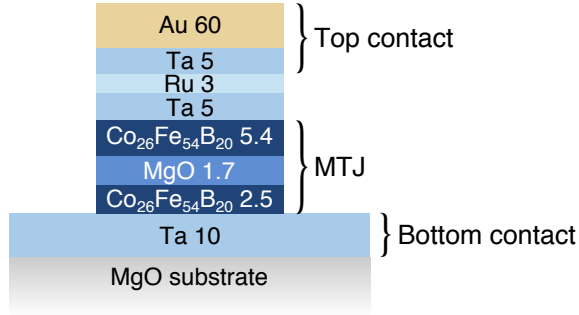 Au 60
Top contact
Ta 5
Ru 3
Ta 5
Co₂₆Fe₅₄B₂₀ 5.4
MgO 1.7
MTJ
Co₂₆Fe₅₄B₂₀ 2.5
Ta 10
Bottom contact
MgO substrate